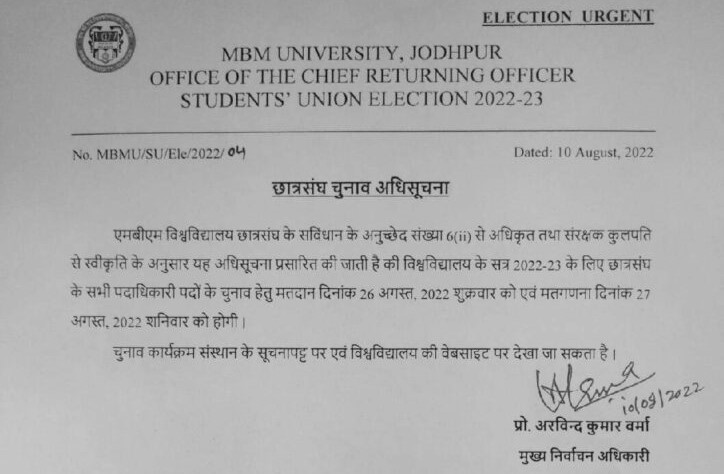 ELECTION URGENT
MBM UNIVERSITY, JODHPUR
OFFICE OF THE CHIEF RETURNING OFFICER
STUDENTS' UNION ELECTION 2022-23
No. MBMU/SU/Ele/2022/04 Dated: 10 August, 2022
छात्रसंघ चुनाव अधिसूचना
एमबीएम विश्वविद्यालय छात्रसंघ के सविधान के अनुच्छेद संख्या 6(ii) से अधिकृत तथा संरक्षक कुलपति
से स्वीकृति के अनुसार यह अधिसूचना प्रसारित की जाती है की विश्वविद्यालय के सत्र 2022-23 के लिए छात्रसंघ
के सभी पदाधिकारी पदों के चुनाव हेतु मतदान दिनांक 26 अगस्त, 2022 शुक्रवार को एवं मतगणना दिनांक 27
अगस्त, 2022 शनिवार को होगी।
चुनाव कार्यक्रम संस्थान के सूचनापट्ट पर एवं विश्वविद्यालय की वेबसाइट पर देखा जा सकता है।
10/08/2022
प्रो. अरविन्द कुमार वर्मा
मुख्य निर्वाचन अधिकारी